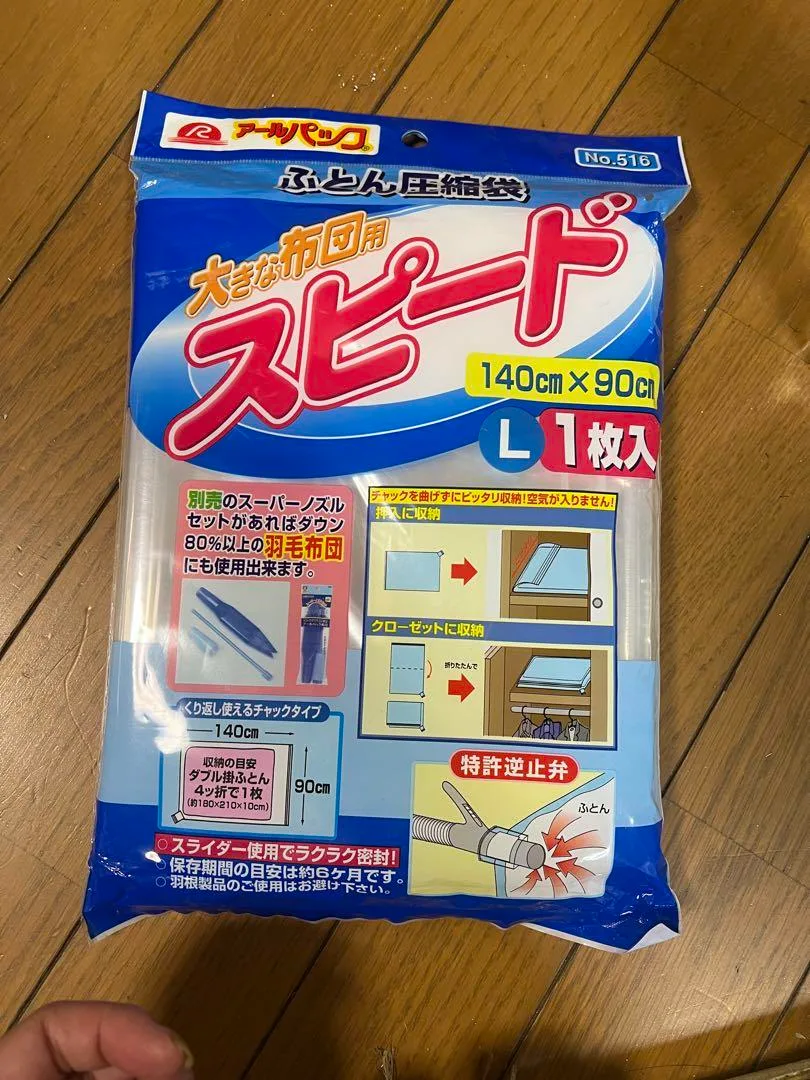 R
アールパック®
No.516
ふとん圧縮袋
大きな布団用
スピード
140cm×90cm
L 1枚入
別売のスーパーノズル
セットがあればダウン
80%以上の羽毛布団
にも使用出来ます。
チャックを曲げずにピッタリ収納!空気が入りません!
押入に収納
クローゼットに収納
折りたたんで
くり返し使えるチャックタイプ
140cm
収納の目安
ダブル掛ふとん
4ッ折で1枚
(約180×210×10cm)
90cm
特許逆止弁
ふとん
○スライダー使用でラクラク密封!
○保存期間の目安は約6ヶ月です。
○羽根製品のご使用はお避け下さい。